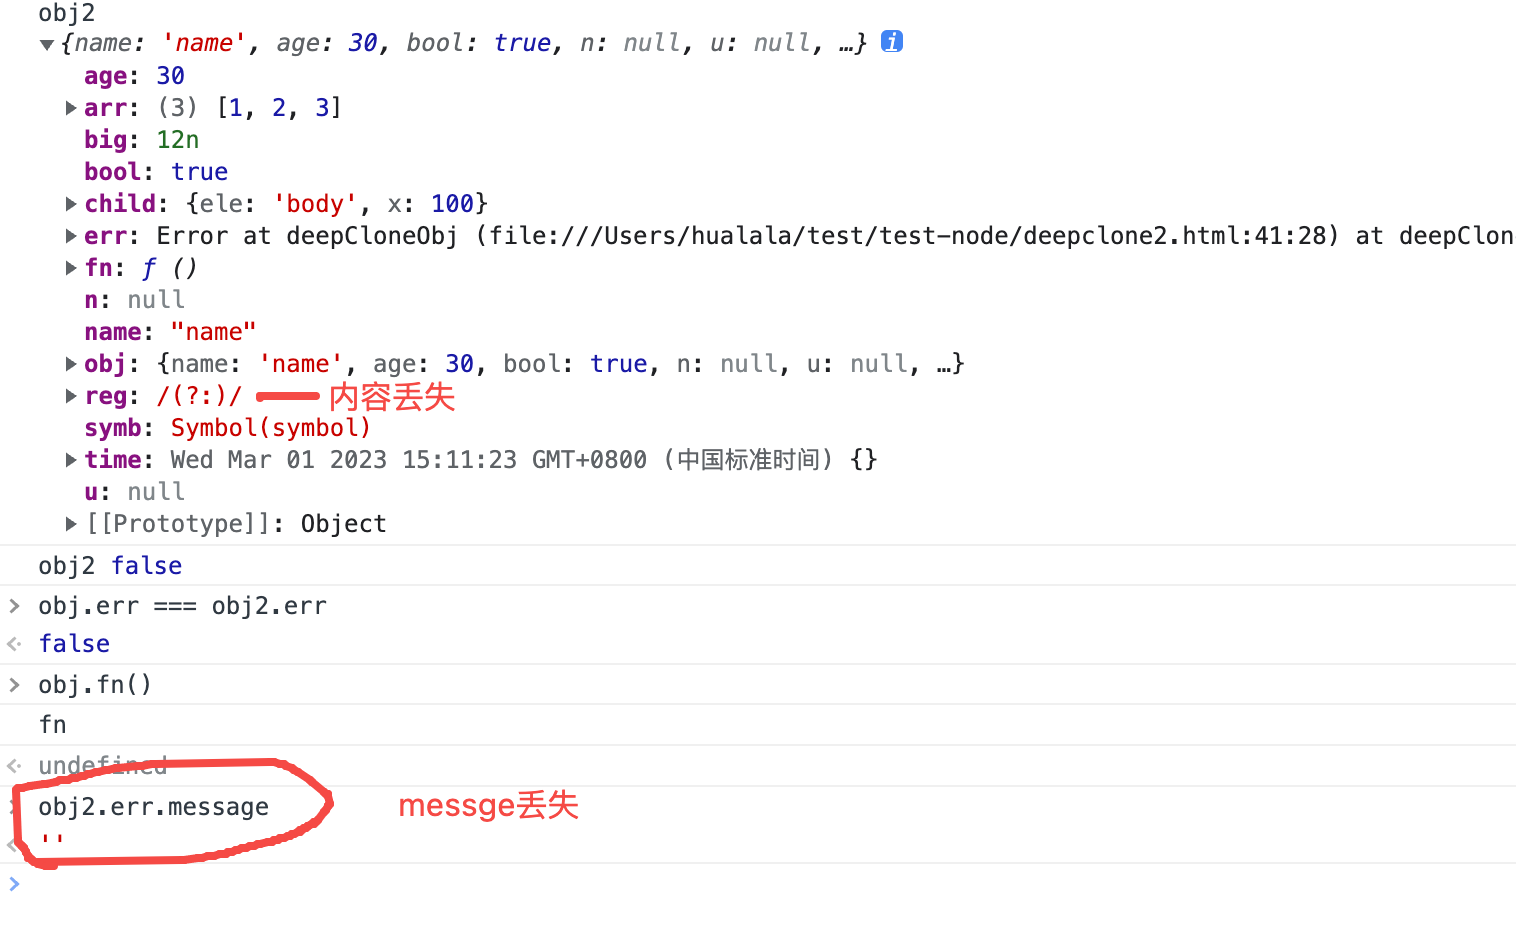 obj2
{name: 'name', age: 30, bool: true, n: null, u: null, …} i
age: 30
arr: (3) [1, 2, 3]
big: 12n
bool: true
child: {ele: 'body', x: 100}
err: Error at deepCloneObj (file:///Users/hualala/test/test-node/deepclone2.html:41:28) at deepClon
fn: ƒ ()
n: null
name: "name"
obj: {name: 'name', age: 30, bool: true, n: null, u: null, …}
reg: /(?:)/ 内容丢失
symb: Symbol(symbol)
time: Wed Mar 01 2023 15:11:23 GMT+0800 (中国标准时间) {}
u: null
[[Prototype]]: Object
obj2 false
> obj.err === obj2.err
false
> obj.fn()
fn
undefined
obj2.err.message messge丢失
''
>